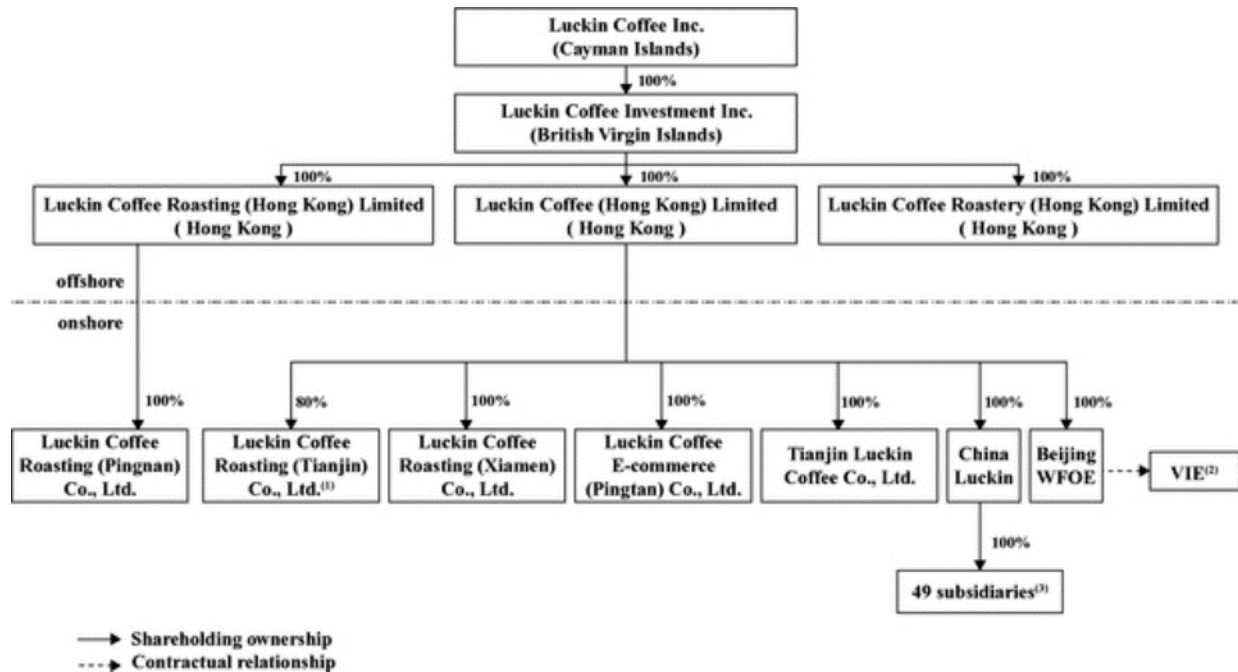 Luckin Coffee Inc.
(Cayman Islands)
100%
Luckin Coffee Investment Inc.
(British Virgin Islands)
100%
100%
100%
Luckin Coffee Roasting (Hong Kong) Limited
( Hong Kong )
Luckin Coffee (Hong Kong) Limited
( Hong Kong )
Luckin Coffee Roastery (Hong Kong) Limited
( Hong Kong )
offshore
onshore
100%
80%
100%
100%
100%
100%
100%
Luckin Coffee
Roasting (Pingnan)
Co., Ltd.
Luckin Coffee
Roasting (Tianjin)
Co., Ltd.(1)
Luckin Coffee
Roasting (Xiamen)
Co., Ltd.
Luckin Coffee
E-commerce
(Pingtan) Co., Ltd.
Tianjin Luckin
Coffee Co., Ltd.
China
Luckin
Beijing
WFOE
VIE(2)
100%
49 subsidiaries(3)
Shareholding ownership
Contractual relationship